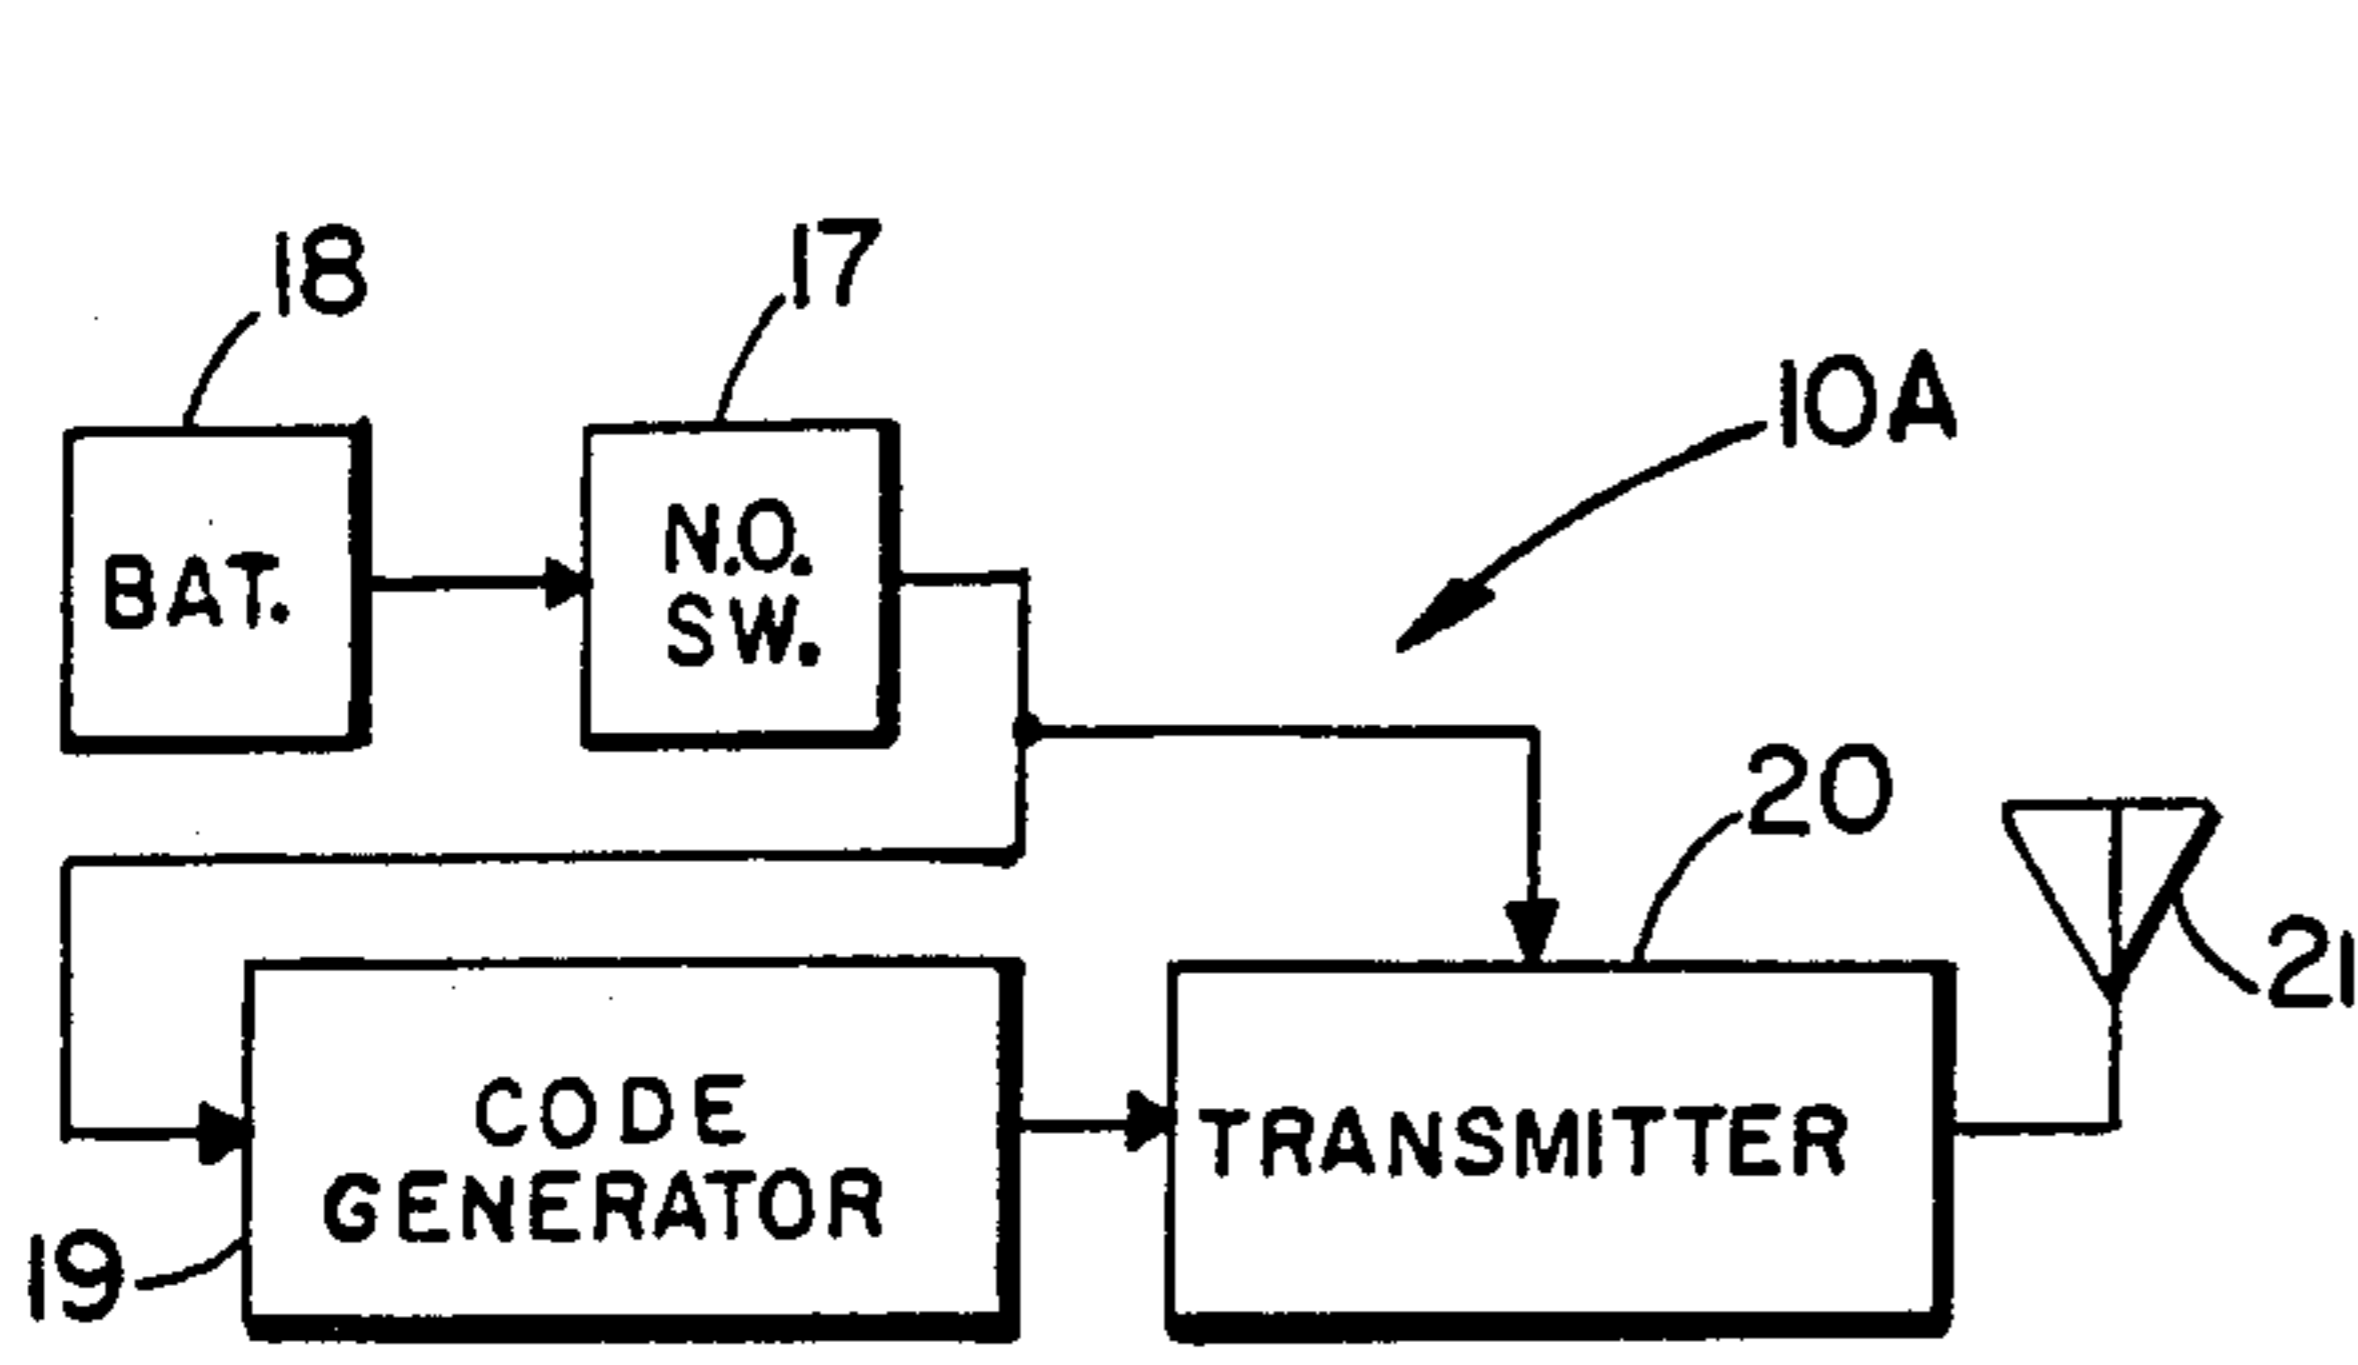 18
17
10A
BAT.
N.O.
SW.
20
21
CODE
GENERATOR
TRANSMITTER
19